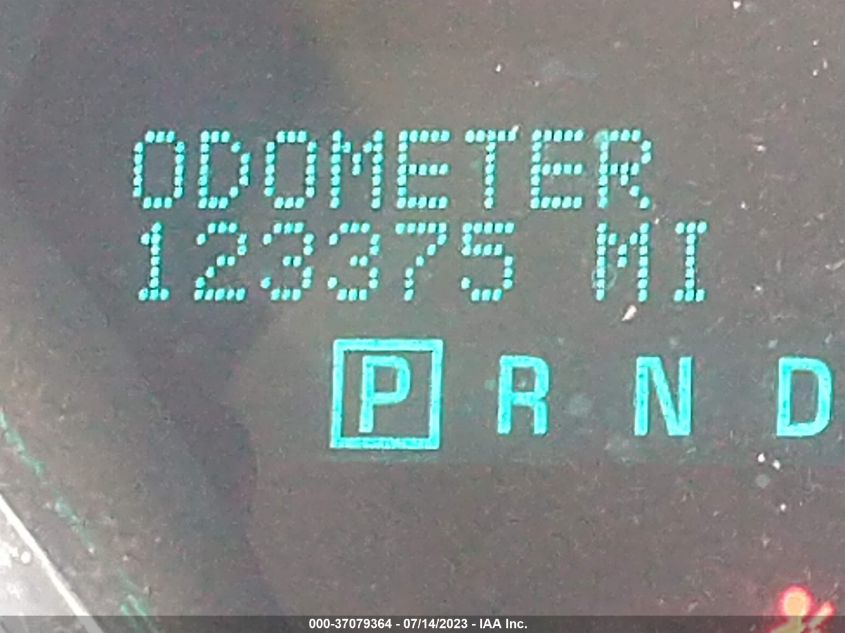 ODOMETER
123375 MI
P R N D
000-37079364 - 07/14/2023 - IAA Inc.